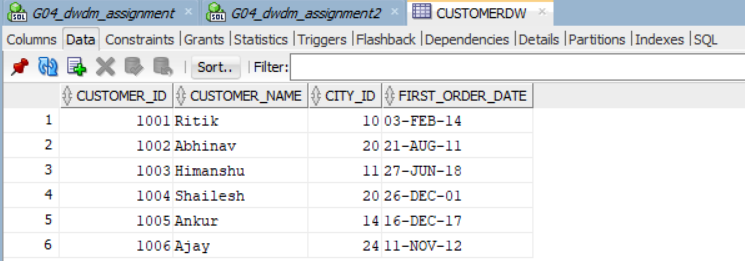 G04_dwdm_assignment × G04_dwdm_assignment2 × CUSTOMERDW ×
Columns Data Constraints |Grants |Statistics |Triggers |Flashback |Dependencies |Details |Partitions |Indexes |SQL
Sort.. Filter:
CUSTOMER_ID CUSTOMER_NAME CITY_ID FIRST_ORDER_DATE
1 1001 Ritik 10 03-FEB-14
2 1002 Abhinav 20 21-AUG-11
3 1003 Himanshu 11 27-JUN-18
4 1004 Shailesh 20 26-DEC-01
5 1005 Ankur 14 16-DEC-17
6 1006 Ajay 24 11-NOV-12